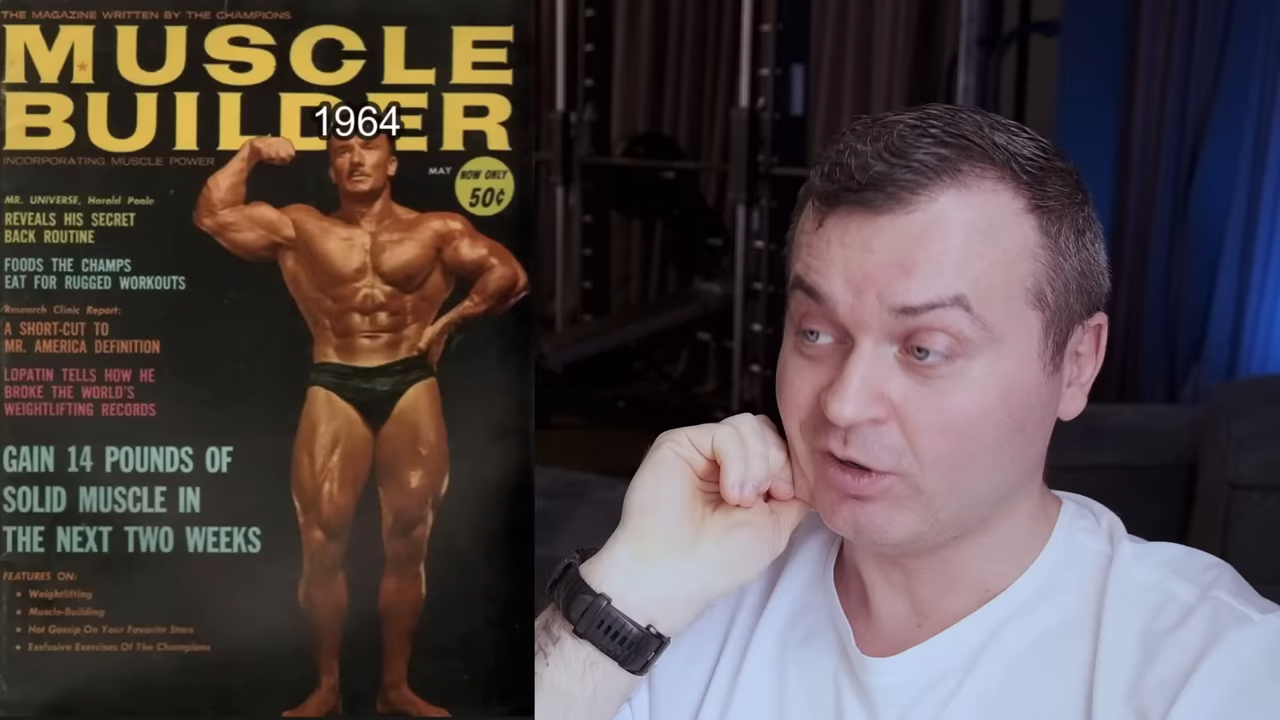 THE MAGAZINE WRITTEN BY THE CHAMPIONS
MUSCLE
BUILDER
1964
INCORPORATING MUSCLE POWER
MAY
NOW ONLY
50¢
MR. UNIVERSE, Harold Poole
REVEALS HIS SECRET
BACK ROUTINE
FOODS THE CHAMPS
EAT FOR RUGGED WORKOUTS
Research Clinic Report:
A SHORT-CUT TO
MR. AMERICA DEFINITION
LOPATIN TELLS HOW HE
BROKE THE WORLD'S
WEIGHTLIFTING RECORDS
GAIN 14 POUNDS OF
SOLID MUSCLE IN
THE NEXT TWO WEEKS
FEATURES ON:
Weightlifting
Muscle-Building
Hot Gossip On Your Favorite Stars
Exclusive Exercises Of The Champions